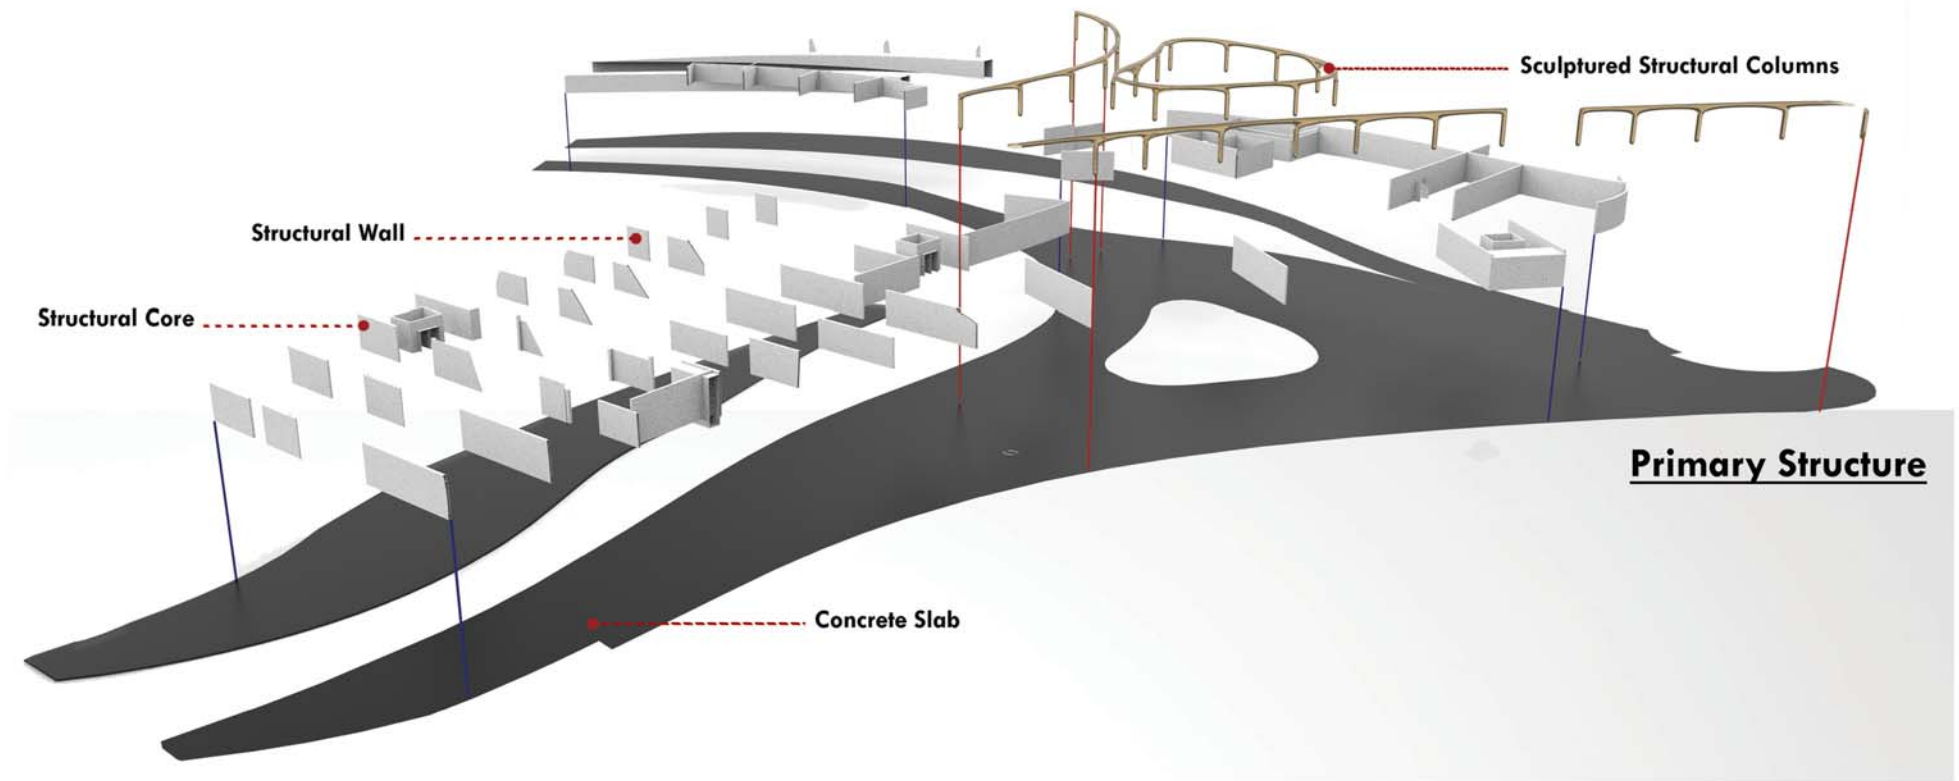 Sculptured Structural Columns
Structural Wall
Structural Core
Primary Structure
Concrete Slab